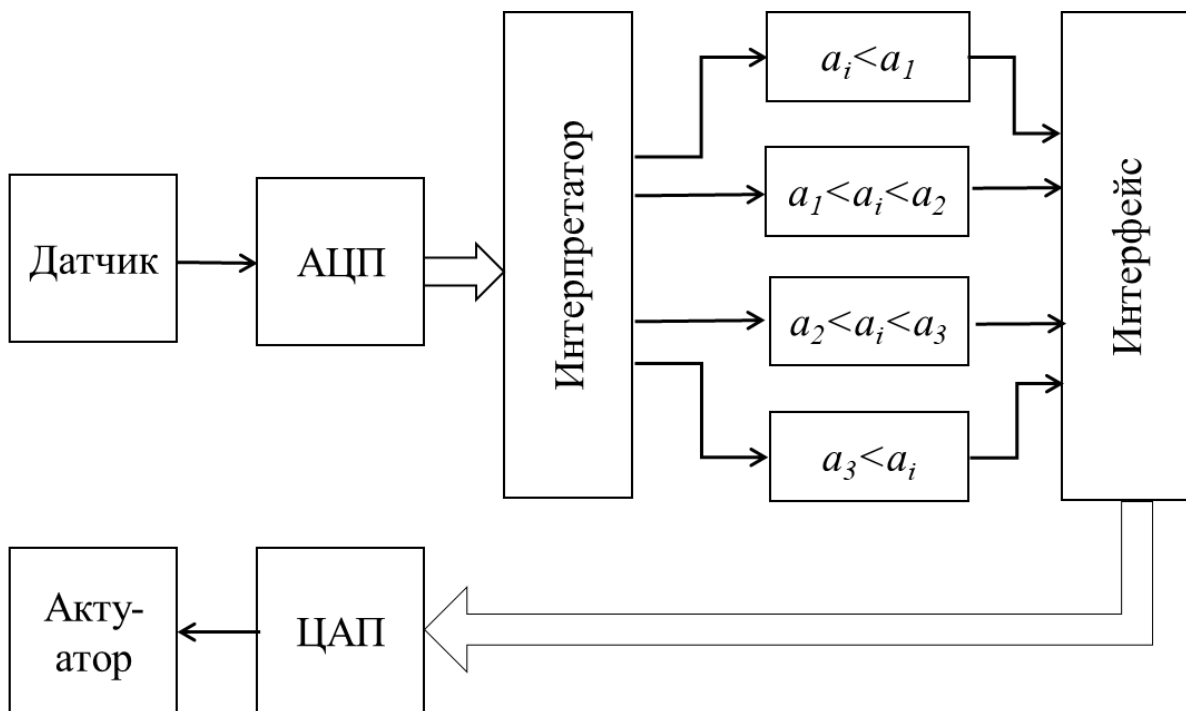 Датчик
АЦП
Интерпретатор
a_i<a_1
a_1<a_i<a_2
a_2<a_i<a_3
a_3<a_i
Интерфейс
Акту-
атор
ЦАП